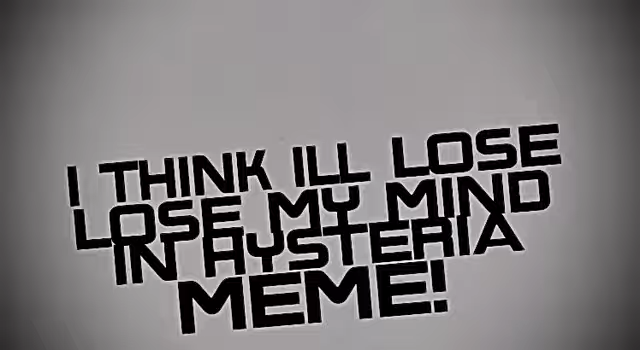 I THINK ILL LOSE
LOSE MY MIND
IN HYSTERIA
MEME!